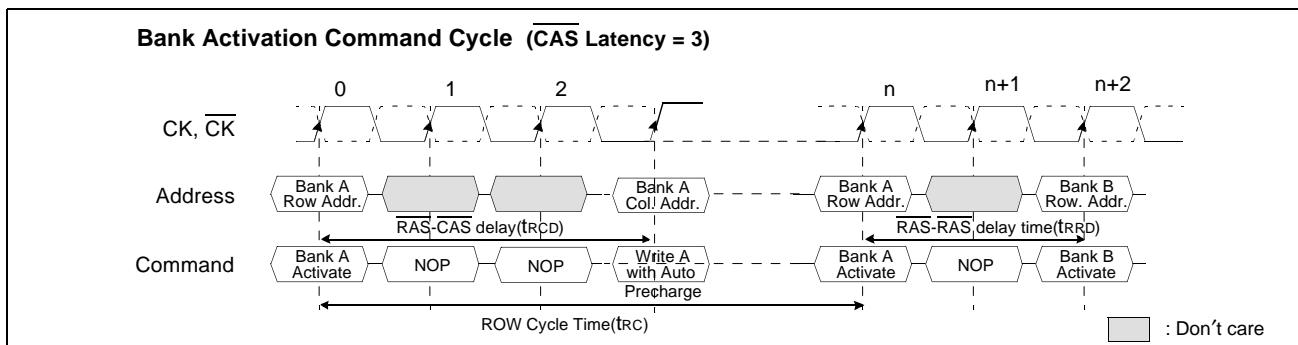 Bank Activation Command Cycle (CAS Latency = 3)
0 1 2 n n+1 n+2
CK, CK
Address
Bank A Row Addr.
Bank A Col. Addr.
Bank A Row Addr.
Bank B Row. Addr.
RAS-CAS delay(tRCD)
RAS-RAS delay time(tRRD)
Command
Bank A Activate
NOP
NOP
Write A with Auto Precharge
Bank A Activate
NOP
Bank B Activate
ROW Cycle Time(tRC)
: Don′t care